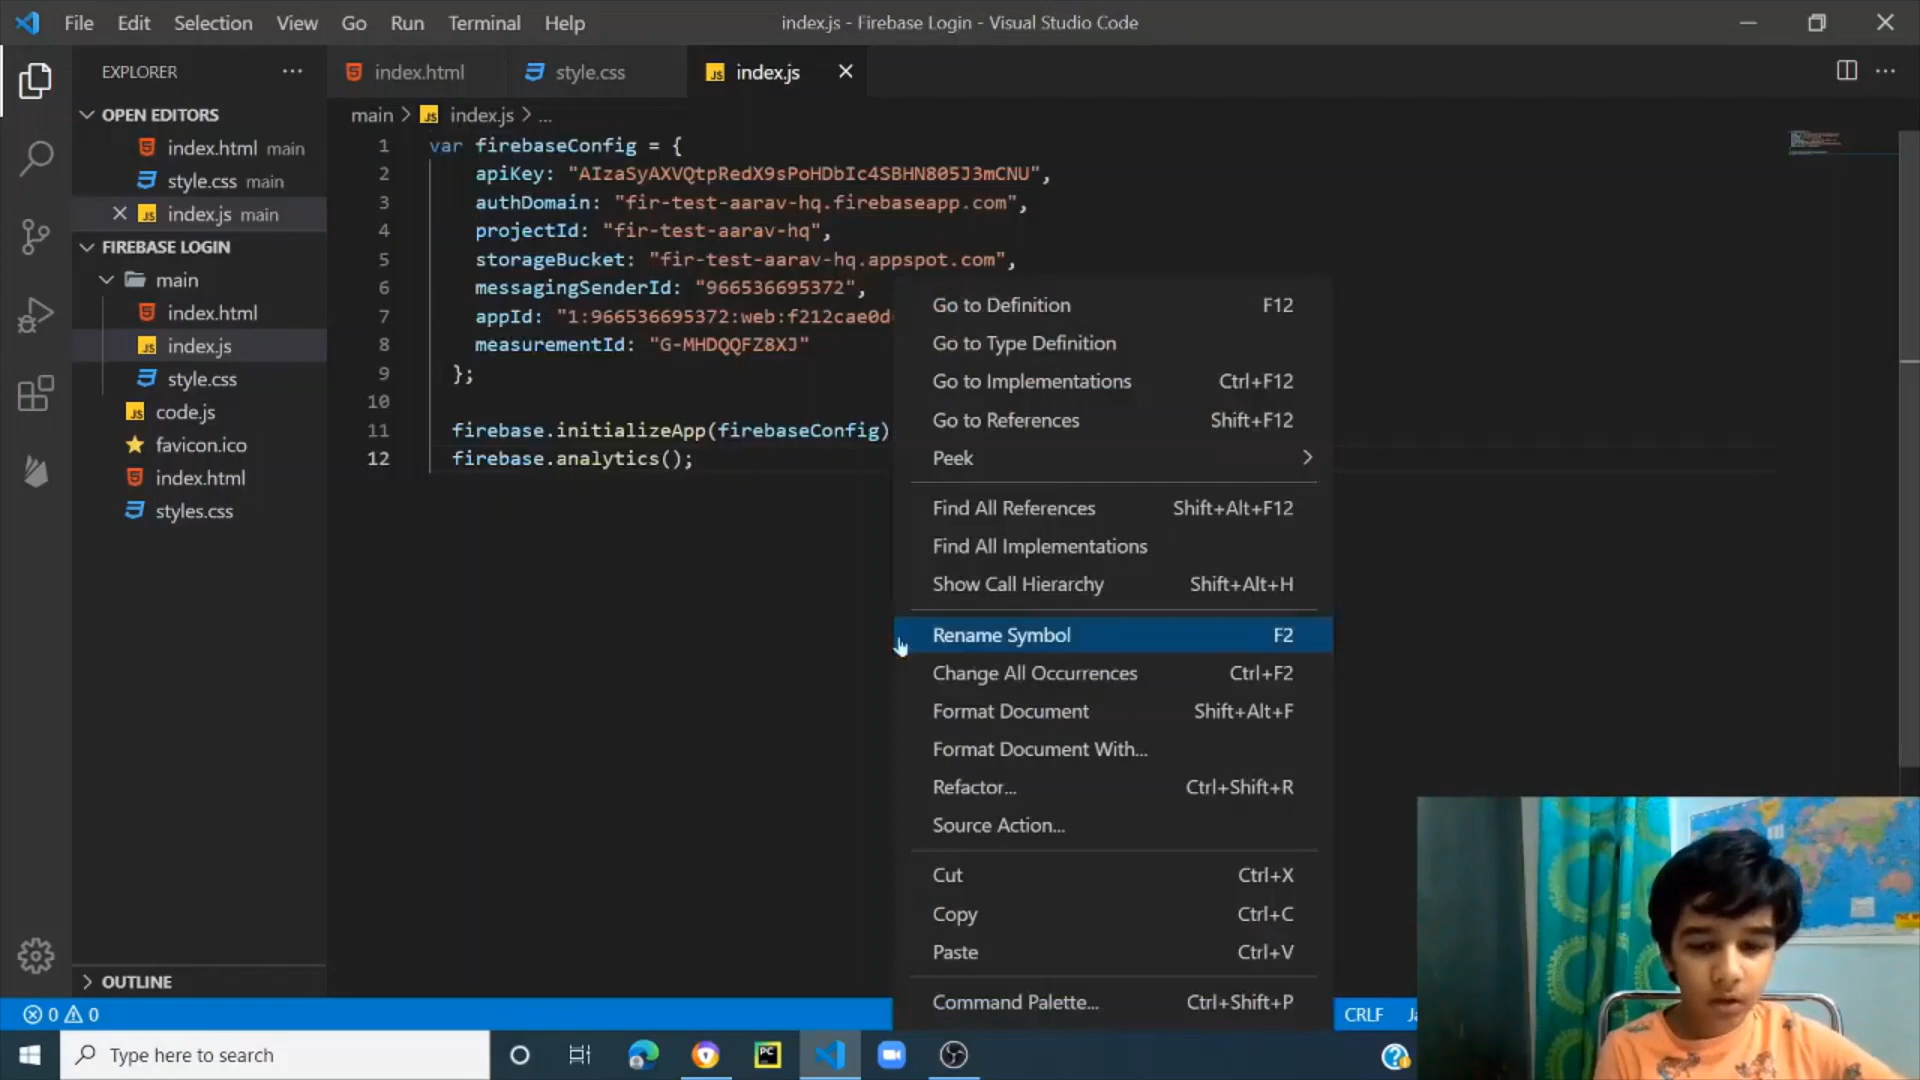 File Edit Selection View Go Run Terminal Help
index.js - Firebase Login - Visual Studio Code
EXPLORER
index.html
style.css
index.js
OPEN EDITORS
index.html main
style.css main
index.js main
FIREBASE LOGIN
main
index.html
index.js
style.css
code.js
favicon.ico
index.html
styles.css
OUTLINE
main > index.js > ...
1 var firebaseConfig = {
2 apiKey: "AIzaSyAXVQtpRedX9sPoHDbIc4SBHN805J3mCNU",
3 authDomain: "fir-test-aarav-hq.firebaseapp.com",
4 projectId: "fir-test-aarav-hq",
5 storageBucket: "fir-test-aarav-hq.appspot.com",
6 messagingSenderId: "966536695372",
7 appId: "1:966536695372:web:f212cae0d
8 measurementId: "G-MHDQQFZ8XJ"
9 };
10
11 firebase.initializeApp(firebaseConfig)
12 firebase.analytics();
Go to Definition F12
Go to Type Definition
Go to Implementations Ctrl+F12
Go to References Shift+F12
Peek
Find All References Shift+Alt+F12
Find All Implementations
Show Call Hierarchy Shift+Alt+H
Rename Symbol F2
Change All Occurrences Ctrl+F2
Format Document Shift+Alt+F
Format Document With...
Refactor... Ctrl+Shift+R
Source Action...
Cut Ctrl+X
Copy Ctrl+C
Paste Ctrl+V
Command Palette... Ctrl+Shift+P
0 0
CRLF
Type here to search
PC